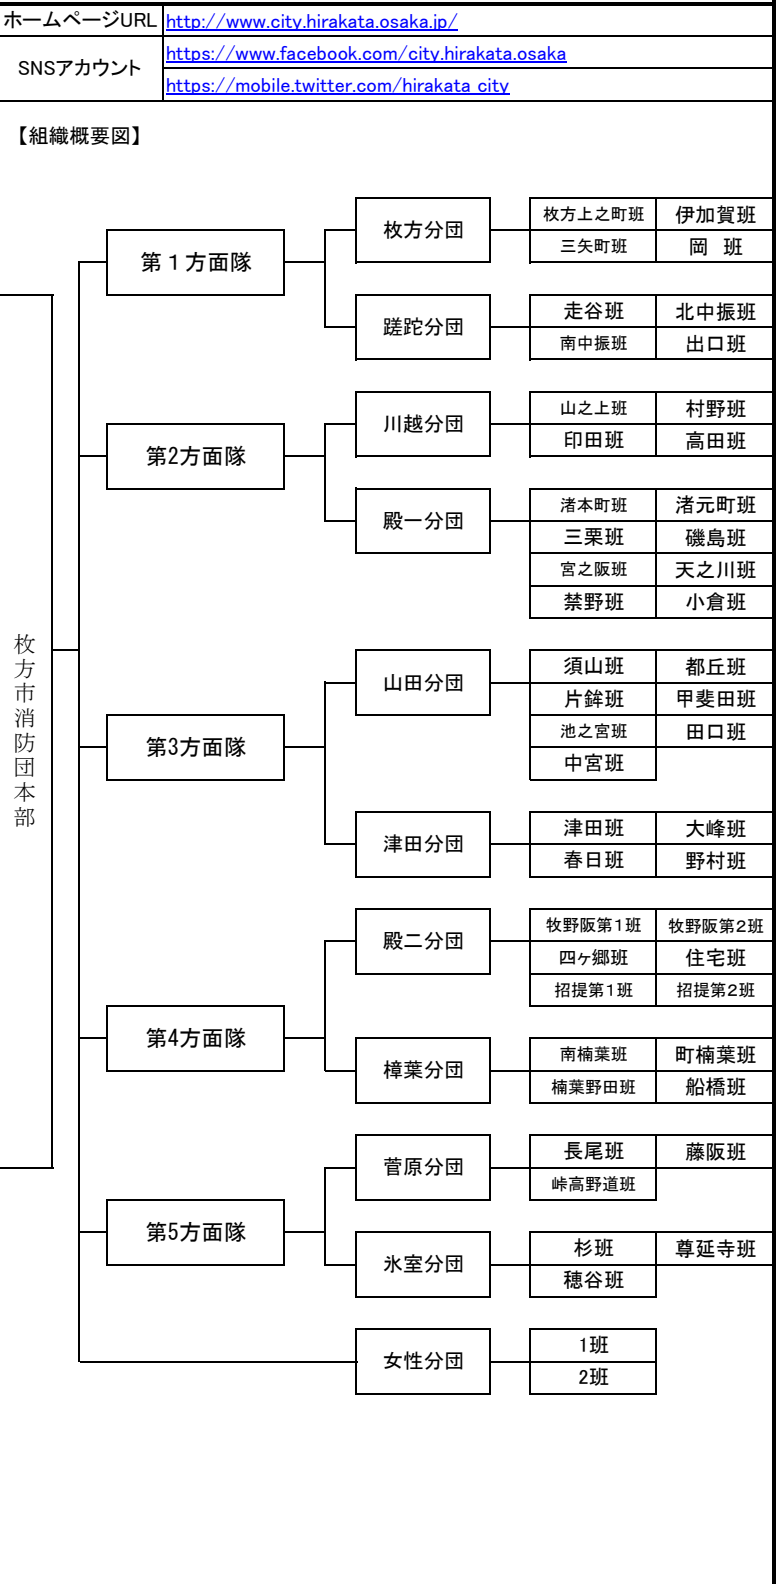 ホームページURL http://www.city.hirakata.osaka.jp/
SNSアカウント
https://www.facebook.com/city.hirakata.osaka
https://mobile.twitter.com/hirakata_city
【組織概要図】
枚方市消防団本部
第１方面隊
枚方分団
枚方上之町班 伊加賀班
三矢町班 岡 班
蹉跎分団
走谷班 北中振班
南中振班 出口班
第2方面隊
川越分団
山之上班 村野班
印田班 高田班
殿一分団
渚本町班 渚元町班
三栗班 磯島班
宮之阪班 天之川班
禁野班 小倉班
第3方面隊
山田分団
須山班 都丘班
片鉾班 甲斐田班
池之宮班 田口班
中宮班
津田分団
津田班 大峰班
春日班 野村班
第4方面隊
殿二分団
牧野阪第１班 牧野阪第２班
四ヶ郷班 住宅班
招提第１班 招提第２班
樟葉分団
南楠葉班 町楠葉班
楠葉野田班 船橋班
第5方面隊
菅原分団
長尾班 藤阪班
峠高野道班
氷室分団
杉班 尊延寺班
穂谷班
女性分団
1班
2班